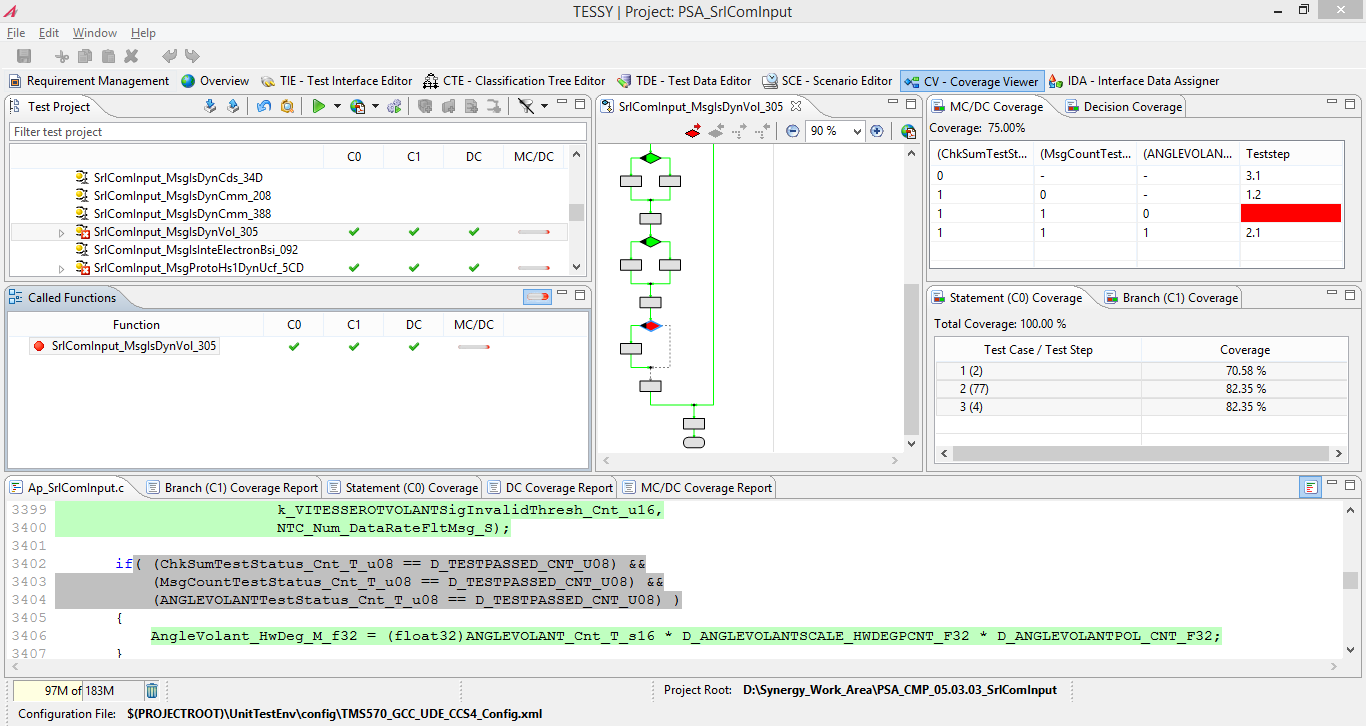 TESSY | Project: PSA_SrlComInput
File Edit Window Help
Requirement Management Overview TIE - Test Interface Editor CTE - Classification Tree Editor TDE - Test Data Editor SCE - Scenario Editor CV - Coverage Viewer IDA - Interface Data Assigner
Test Project
Filter test project
C0 C1 DC MC/DC
SrlComInput_MsgIsDynCds_34D
SrlComInput_MsgIsDynCmm_208
SrlComInput_MsgIsDynCmm_388
SrlComInput_MsgIsDynVol_305
SrlComInput_MsgIsInteElectronBsi_092
SrlComInput_MsgProtoHs1DynUcf_5CD
Called Functions
Function C0 C1 DC MC/DC
SrlComInput_MsgIsDynVol_305
SrlComInput_MsgIsDynVol_305
90 %
MC/DC Coverage Decision Coverage
Coverage: 75.00%
(ChkSumTestSt... (MsgCountTest... (ANGLEVOLAN... Teststep
0 - - 3.1
1 0 - 1.2
1 1 0
1 1 1 2.1
Statement (C0) Coverage Branch (C1) Coverage
Total Coverage: 100.00 %
Test Case / Test Step Coverage
1 (2) 70.58 %
2 (77) 82.35 %
3 (4) 82.35 %
Ap_SrlComInput.c Branch (C1) Coverage Report Statement (C0) Coverage DC Coverage Report MC/DC Coverage Report
3399 k_VITESSEROTVOLANTSigInvalidThresh_Cnt_u16,
3400 NTC_Num_DataRateFltMsg_S);
3401
3402 if( (ChkSumTestStatus_Cnt_T_u08 == D_TESTPASSED_CNT_U08) &&
3403 (MsgCountTestStatus_Cnt_T_u08 == D_TESTPASSED_CNT_U08) &&
3404 (ANGLEVOLANTTestStatus_Cnt_T_u08 == D_TESTPASSED_CNT_U08) )
3405 {
3406 AngleVolant_HwDeg_M_f32 = (float32)ANGLEVOLANT_Cnt_T_s16 * D_ANGLEVOLANTSCALE_HWDEGPCNT_F32 * D_ANGLEVOLANTPOL_CNT_F32;
3407 }
97M of 183M Project Root: D:\Synergy_Work_Area\PSA_CMP_05.03.03_SrlComInput
Configuration File: $(PROJECTROOT)\UnitTestEnv\config\TMS570_GCC_UDE_CCS4_Config.xml